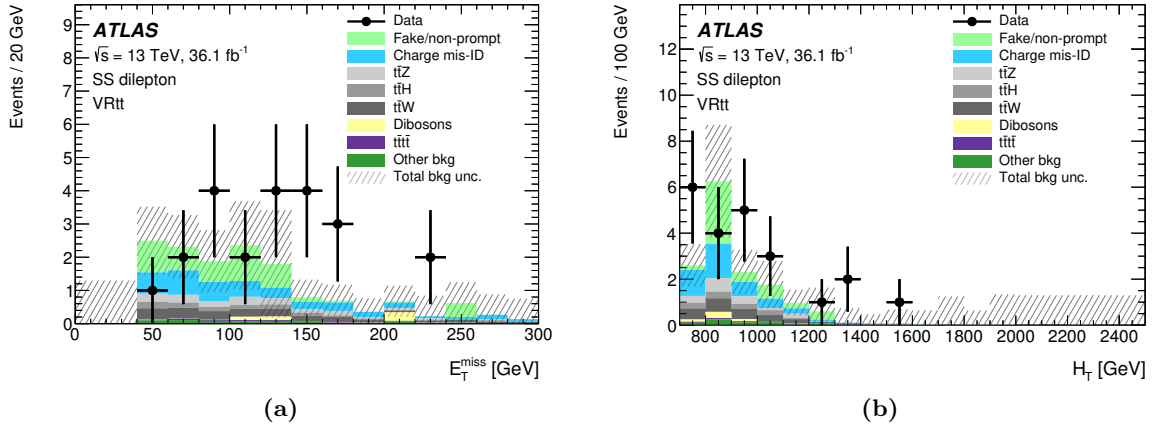 Events / 20 GeV
ATLAS
√s = 13 TeV, 36.1 fb⁻¹
SS dilepton
VRtt
Data
Fake/non-prompt
Charge mis-ID
tt̄Z
tt̄H
tt̄W
Dibosons
tt̄tt̄
Other bkg
Total bkg unc.
9
8
7
6
5
4
3
2
1
0
0 50 100 150 200 250 300
E_T^miss [GeV]
(a)
Events / 100 GeV
ATLAS
√s = 13 TeV, 36.1 fb⁻¹
SS dilepton
VRtt
Data
Fake/non-prompt
Charge mis-ID
tt̄Z
tt̄H
tt̄W
Dibosons
tt̄tt̄
Other bkg
Total bkg unc.
12
10
8
6
4
2
0
800 1000 1200 1400 1600 1800 2000 2200 2400
H_T [GeV]
(b)